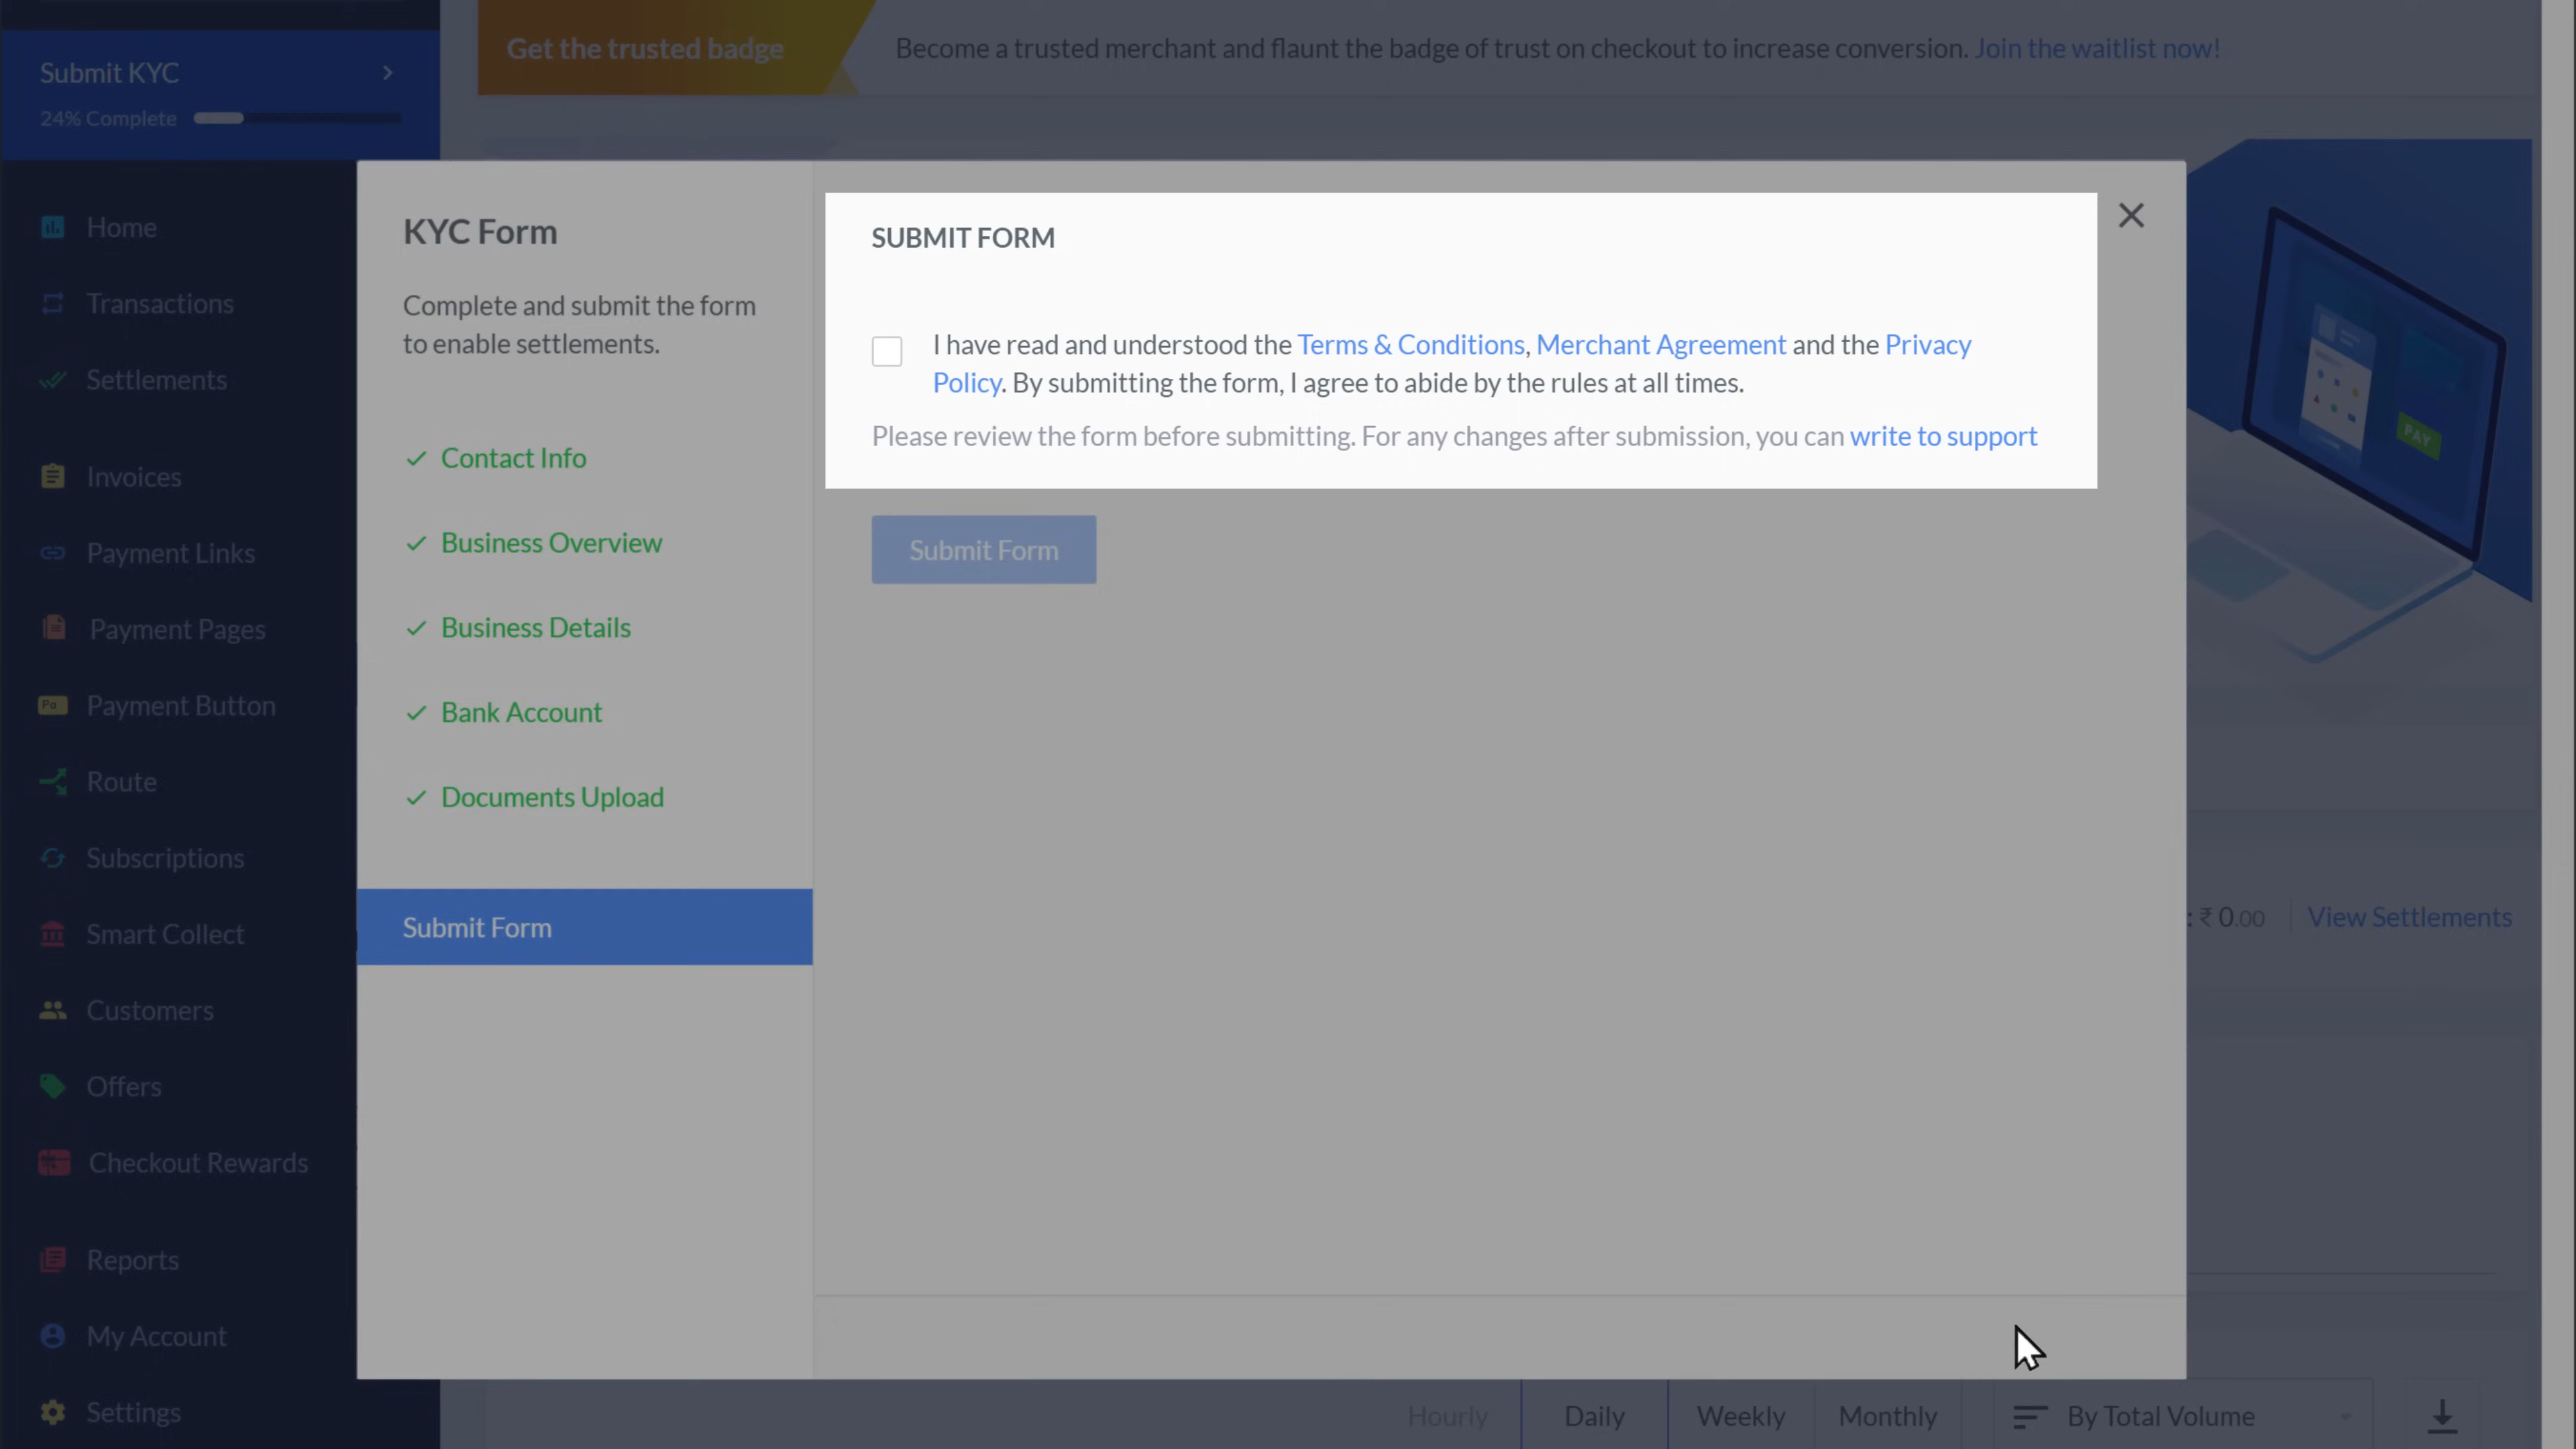 Submit KYC
24% Complete
Home
Transactions
Settlements
Invoices
Payment Links
Payment Pages
Payment Button
Route
Subscriptions
Smart Collect
Customers
Offers
Checkout Rewards
Reports
My Account
Settings
Get the trusted badge
Become a trusted merchant and flaunt the badge of trust on checkout to increase conversion. Join the waitlist now!
KYC Form
Complete and submit the form
to enable settlements.
Contact Info
Business Overview
Business Details
Bank Account
Documents Upload
Submit Form
SUBMIT FORM
I have read and understood the Terms & Conditions, Merchant Agreement and the Privacy
Policy. By submitting the form, I agree to abide by the rules at all times.
Please review the form before submitting. For any changes after submission, you can write to support
Submit Form
PAY
: ₹ 0.00
View Settlements
Hourly
Daily
Weekly
Monthly
By Total Volume